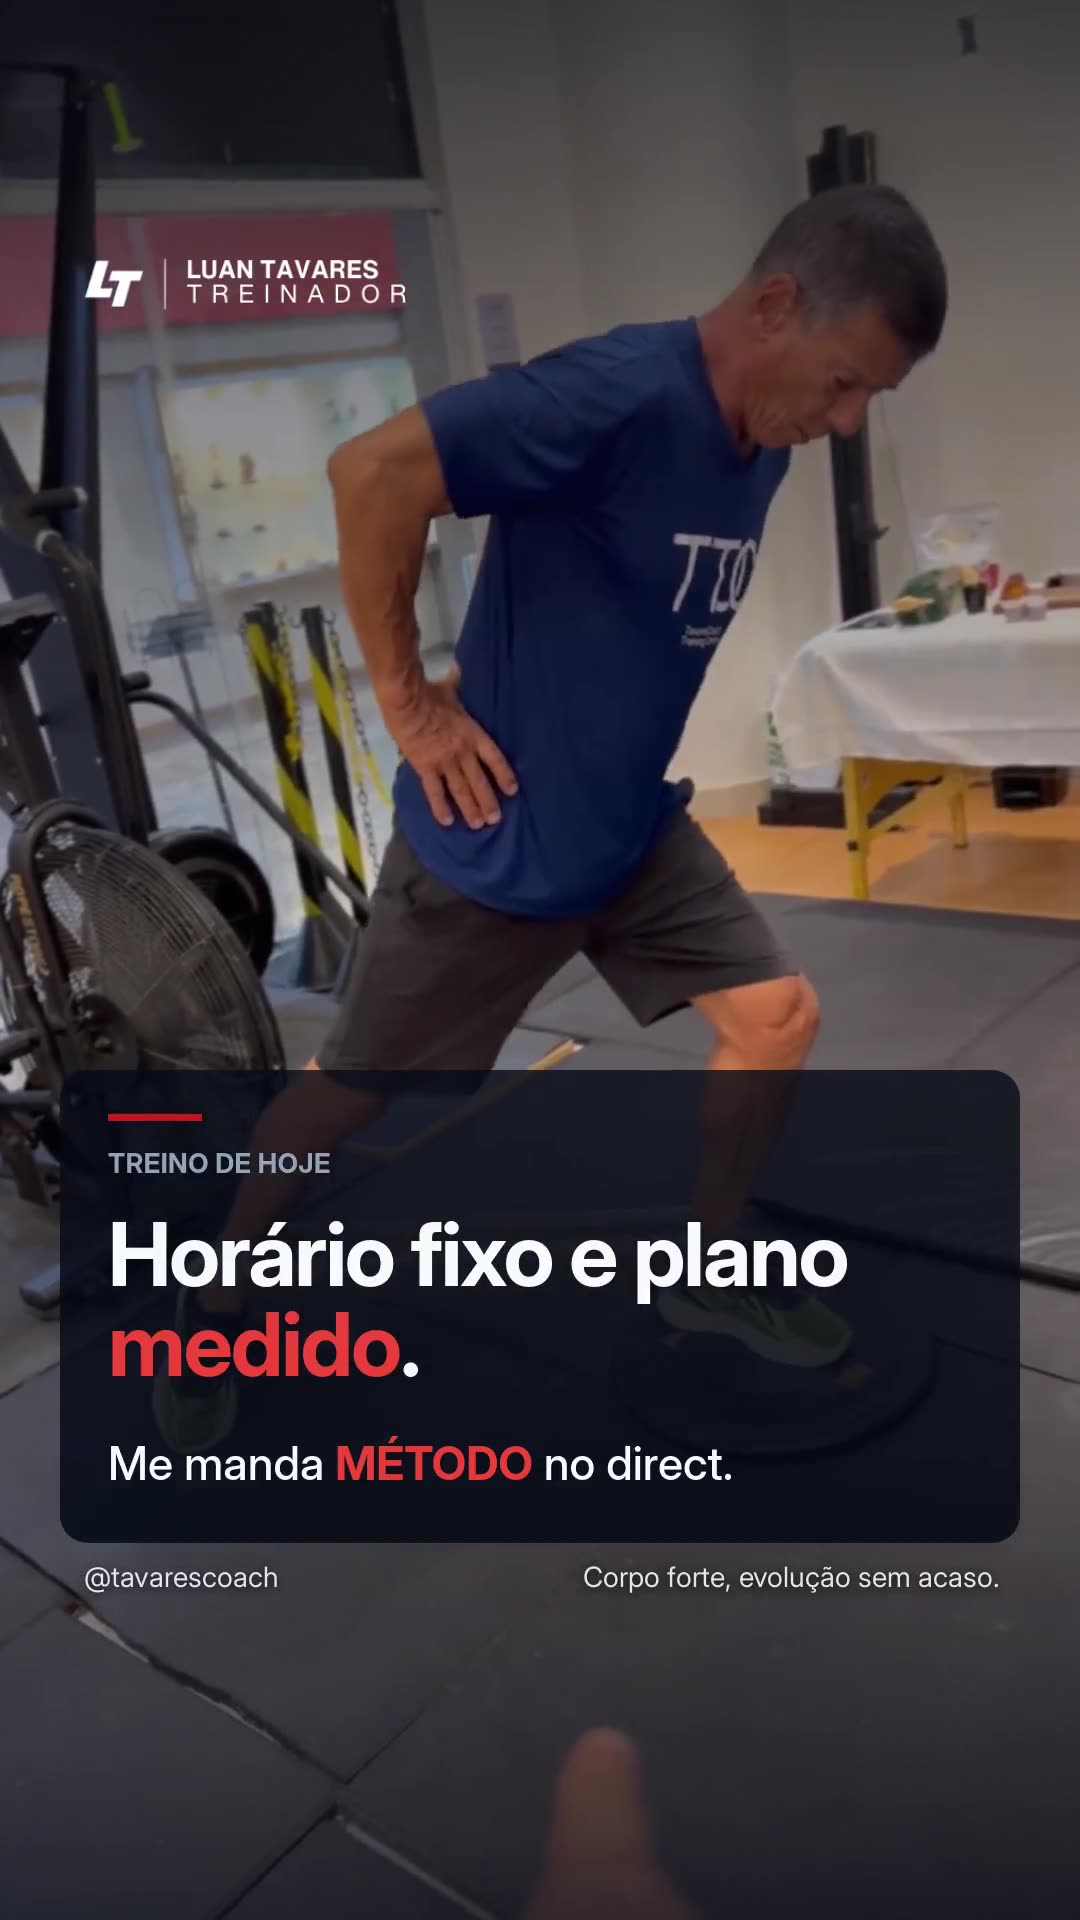 LT
LUAN TAVARES
TREINADOR
TREINO DE HOJE
Horário fixo e plano
medido.
Me manda MÉTODO no direct.
@tavarescoach
Corpo forte, evolução sem acaso.